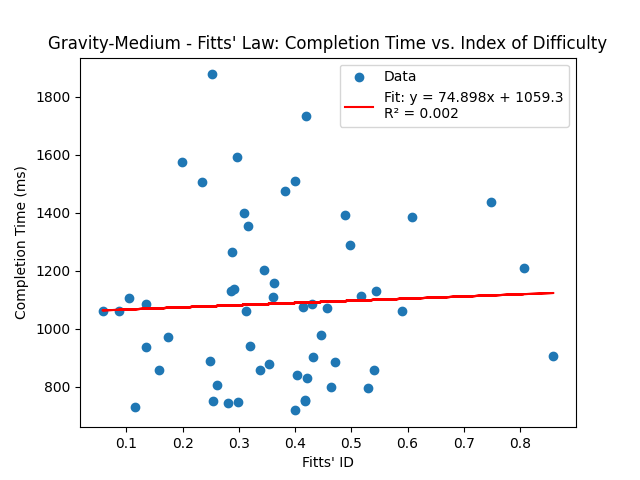 Gravity-Medium - Fitts' Law: Completion Time vs. Index of Difficulty
Data
Fit: y = 74.898x + 1059.3
R² = 0.002
Completion Time (ms)
1800
1600
1400
1200
1000
800
0.1 0.2 0.3 0.4 0.5 0.6 0.7 0.8
Fitts' ID